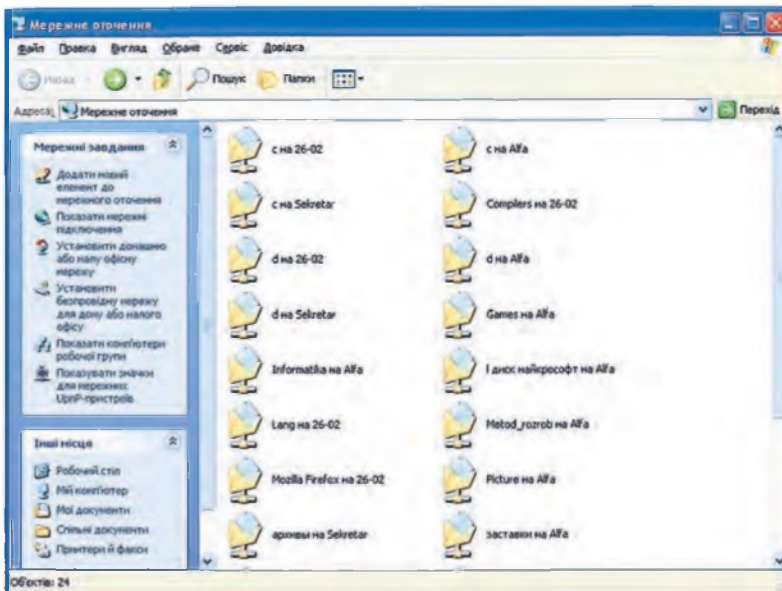 Мережне оточення
Файл Правка Вигляд Обране Сервіс Довідка
Назад Пошук Папки
Адреса: Мережне оточення Перехід
Мережні завдання
Додати новий
елемент до
мережного оточення
Показати мережні
підключення
Установити домашню
або малу офісну
мережу
Установити
безпровідну мережу
для дому або малого
офісу
Показати комп'ютери
робочої групи
Показувати значки
для мережних
UPnP-пристроїв
Інші місця
Робочий стіл
Мій комп'ютер
Мої документи
Спільні документи
Принтери й факси
c на 26-02
c на Alfa
c на Sekretar
Compilers на 26-02
d на 26-02
d на Alfa
d на Sekretar
Games на Alfa
Informatika на Alfa
I диск майкрософт на Alfa
Lang на 26-02
Metod_rozrob на Alfa
Mozilla Firefox на 26-02
Picture на Alfa
архивы на Sekretar
заставки на Alfa
Об'єктів: 24